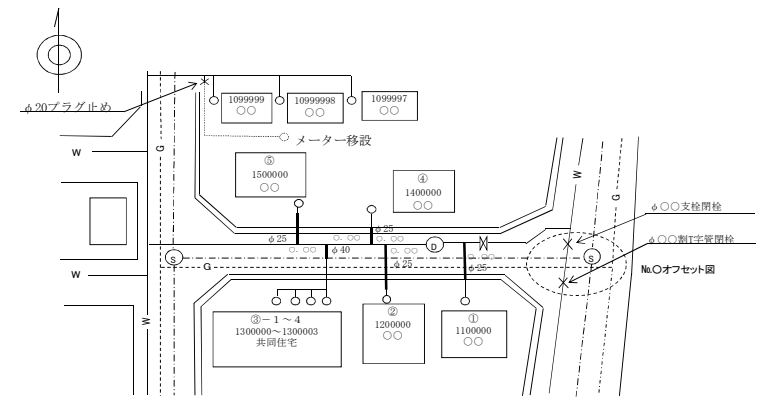 1099999
○○
10999998
○○
1099997
○○
φ20プラグ止め
メーター移設
G
W
⑤
1500000
○○
④
1400000
○○
W
G
φ○○支栓閉栓
φ25
φ25
○．○○
○．○○
φ○○割T字管閉栓
○．○○
φ40
D
S
S
G
φ25
○．○○
φ25
№○オフセット図
W
W
③－１～４
1300000～1300003
共同住宅
②
1200000
○○
①
1100000
○○